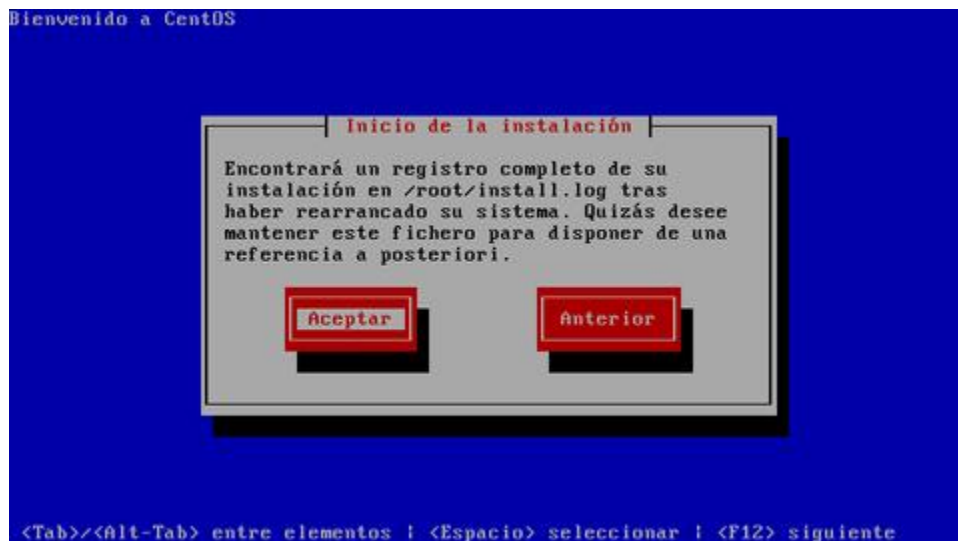 Bienvenido a CentOS
Inicio de la instalación
Encontrará un registro completo de su
instalación en /root/install.log tras
haber rearrancado su sistema. Quizás desee
mantener este fichero para disponer de una
referencia a posteriori.
Aceptar Anterior
<Tab>/<Alt-Tab> entre elementos | <Espacio> seleccionar | <F12> siguiente